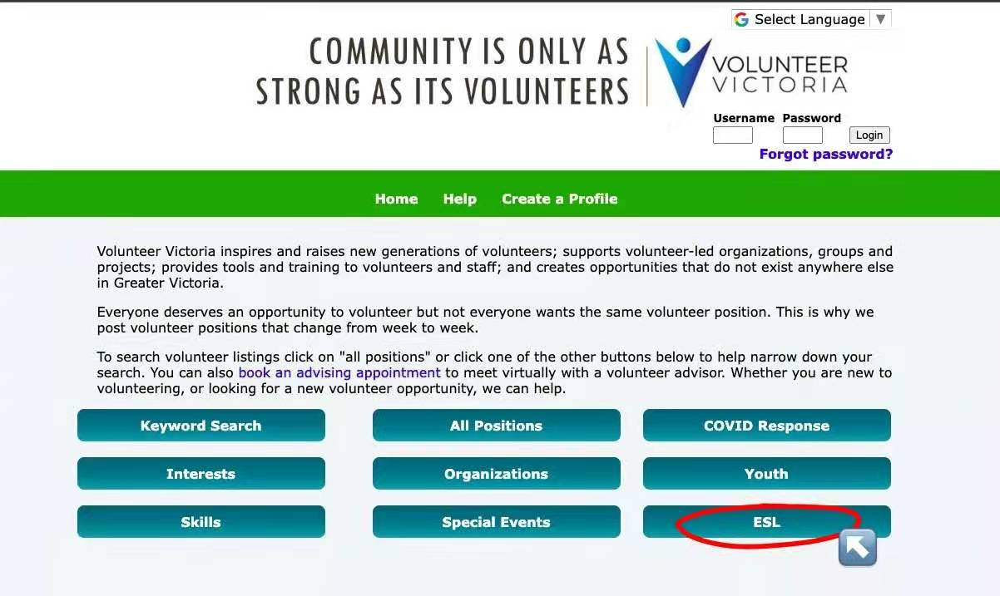 Select Language ▼
COMMUNITY IS ONLY AS
STRONG AS ITS VOLUNTEERS
VOLUNTEER
VICTORIA
Username Password
Login
Forgot password?
Home Help Create a Profile
Volunteer Victoria inspires and raises new generations of volunteers; supports volunteer-led organizations, groups and
projects; provides tools and training to volunteers and staff; and creates opportunities that do not exist anywhere else
in Greater Victoria.
Everyone deserves an opportunity to volunteer but not everyone wants the same volunteer position. This is why we
post volunteer positions that change from week to week.
To search volunteer listings click on "all positions" or click one of the other buttons below to help narrow down your
search. You can also book an advising appointment to meet virtually with a volunteer advisor. Whether you are new to
volunteering, or looking for a new volunteer opportunity, we can help.
Keyword Search All Positions COVID Response
Interests Organizations Youth
Skills Special Events ESL